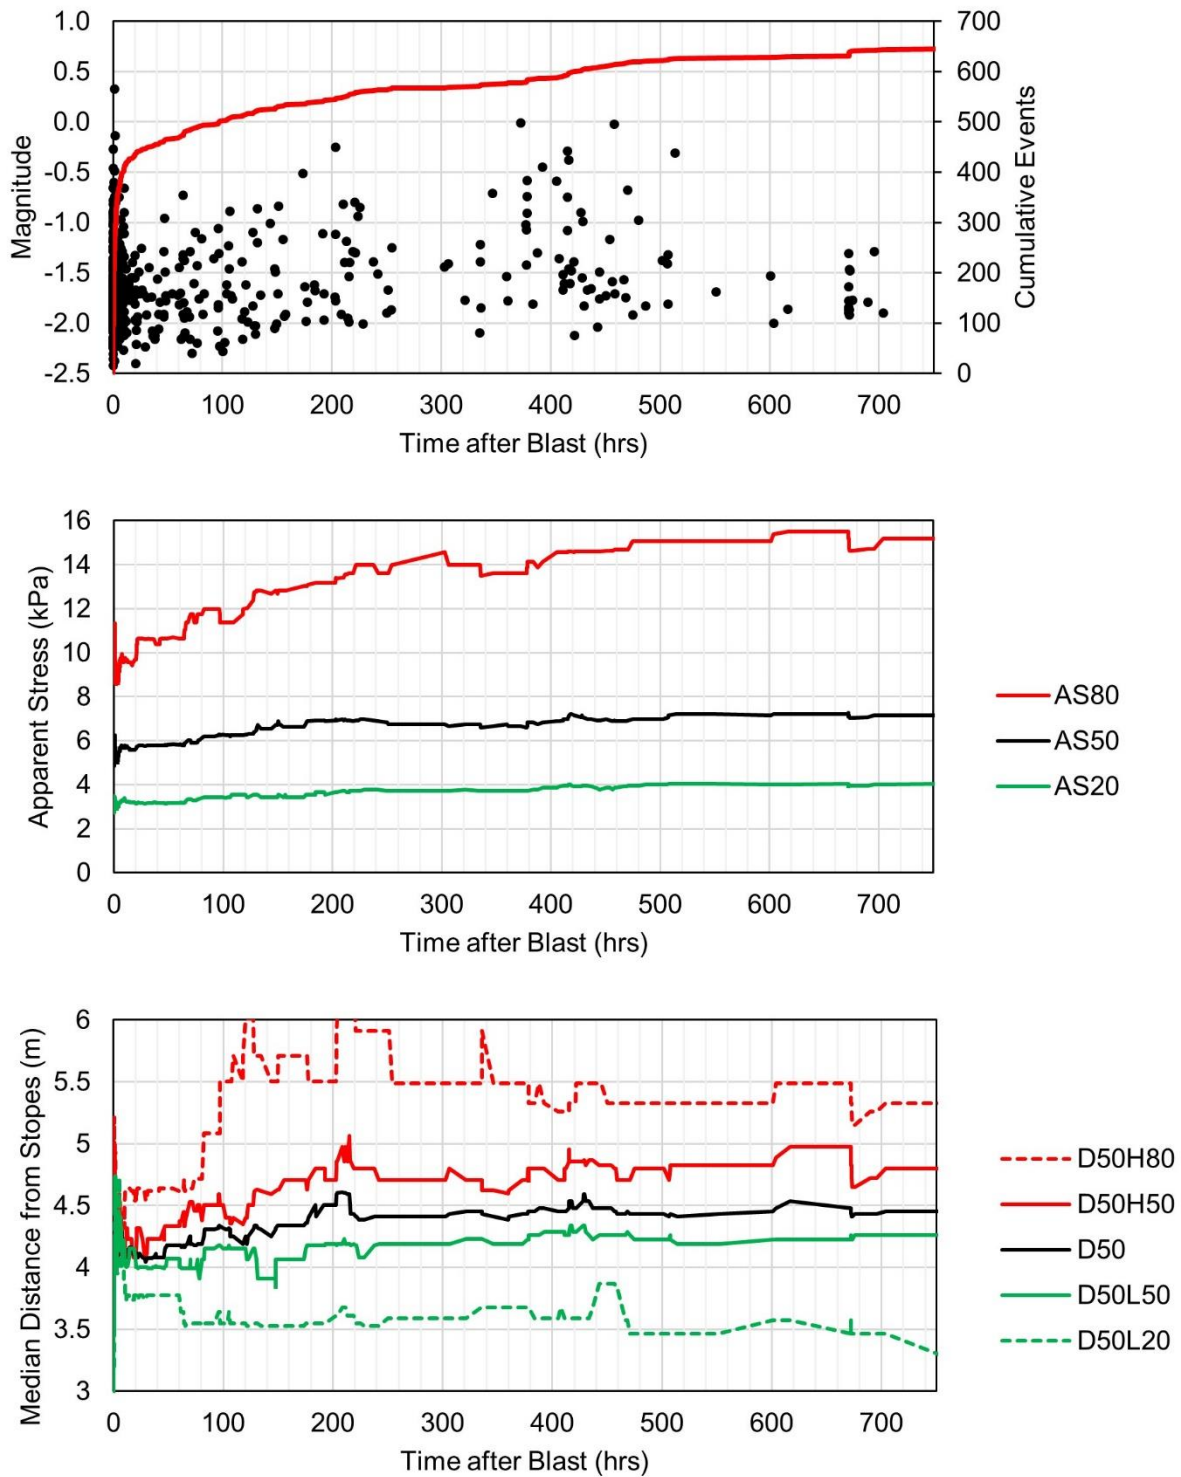 1.0 700
0.5 600
0.0 500
-0.5 400
-1.0 300
-1.5 200
-2.0 100
-2.5 0
Magnitude
Cumulative Events
0 100 200 300 400 500 600 700
Time after Blast (hrs)
16
14
12
10
8
6
4
2
0
Apparent Stress (kPa)
0 100 200 300 400 500 600 700
Time after Blast (hrs)
AS80
AS50
AS20
6
5.5
5
4.5
4
3.5
3
Median Distance from Stopes (m)
0 100 200 300 400 500 600 700
Time after Blast (hrs)
D50H80
D50H50
D50
D50L50
D50L20